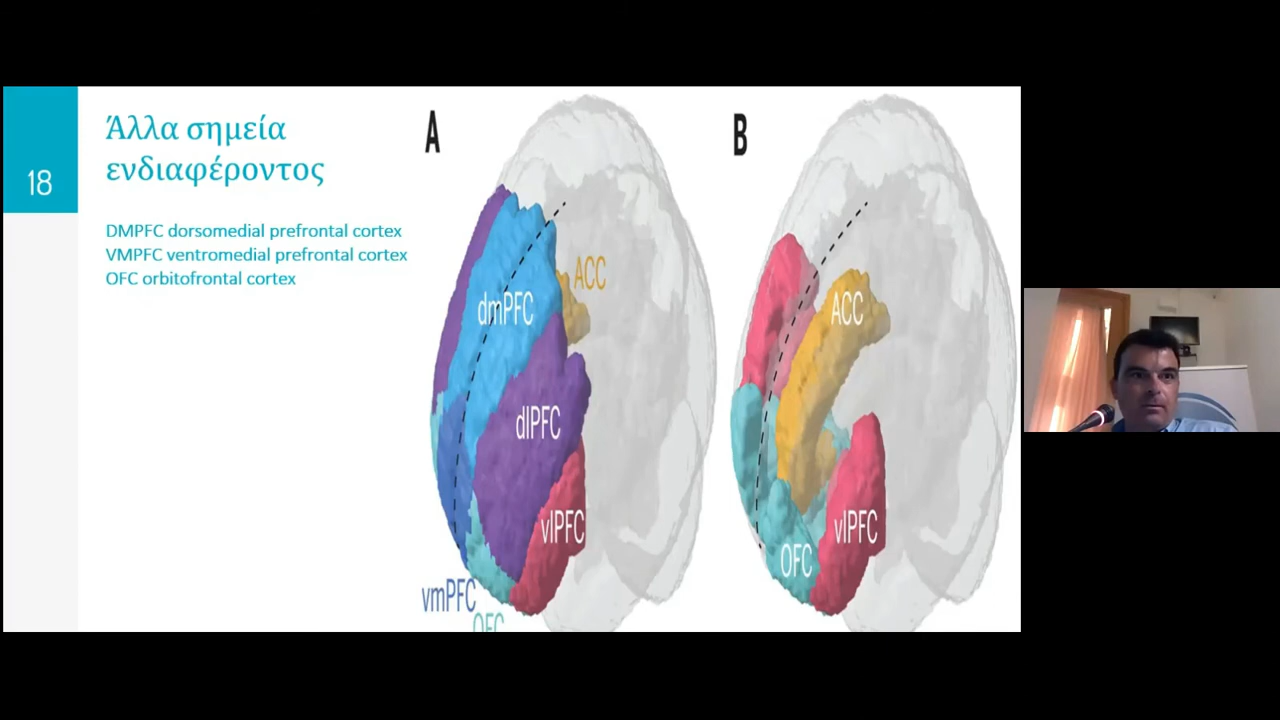 18
Άλλα σημεία
ενδιαφέροντος
DMPFC dorsomedial prefrontal cortex
VMPFC ventromedial prefrontal cortex
OFC orbitofrontal cortex
A
ACC
dmPFC
dlPFC
vlPFC
vmPFC
OFC
B
ACC
vlPFC
OFC